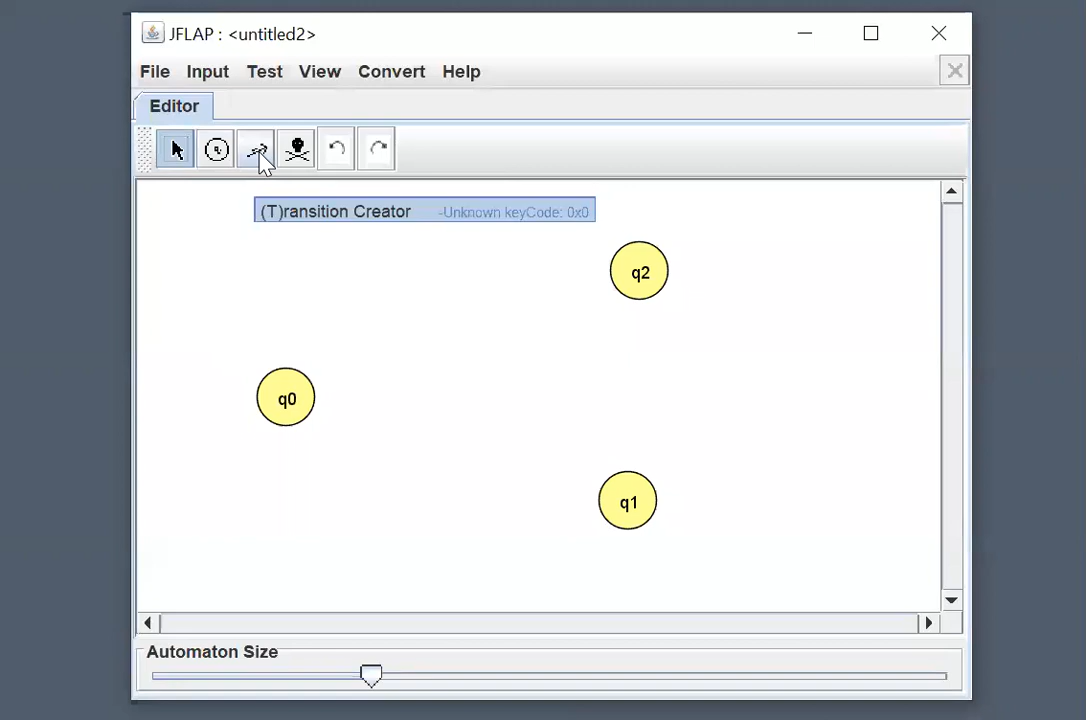 JFLAP : <untitled2>
File Input Test View Convert Help
Editor
(T)ransition Creator -Unknown keyCode: 0x0
q2
q0
q1
Automaton Size